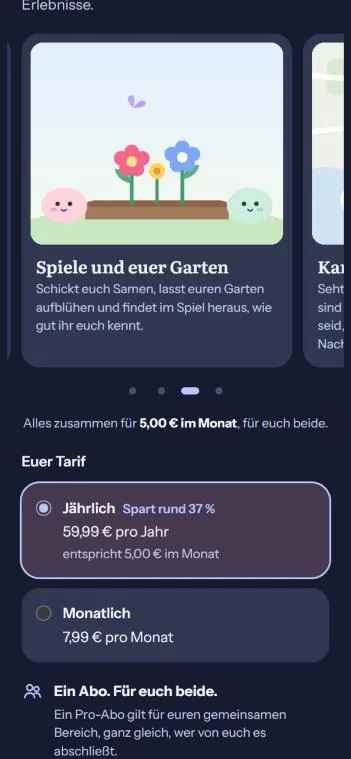 Erlebnisse.
Spiele und euer Garten
Schickt euch Samen, lasst euren Garten
aufblühen und findet im Spiel heraus, wie
gut ihr euch kennt.
Seht
sind
seid,
Alles zusammen für 5,00 € im Monat, für euch beide.
Euer Tarif
Jährlich Spart rund 37 %
59,99 € pro Jahr
entspricht 5,00 € im Monat
Monatlich
7,99 € pro Monat
Ein Abo. Für euch beide.
Ein Pro-Abo gilt für euren gemeinsamen
Bereich, ganz gleich, wer von euch es
abschließt.